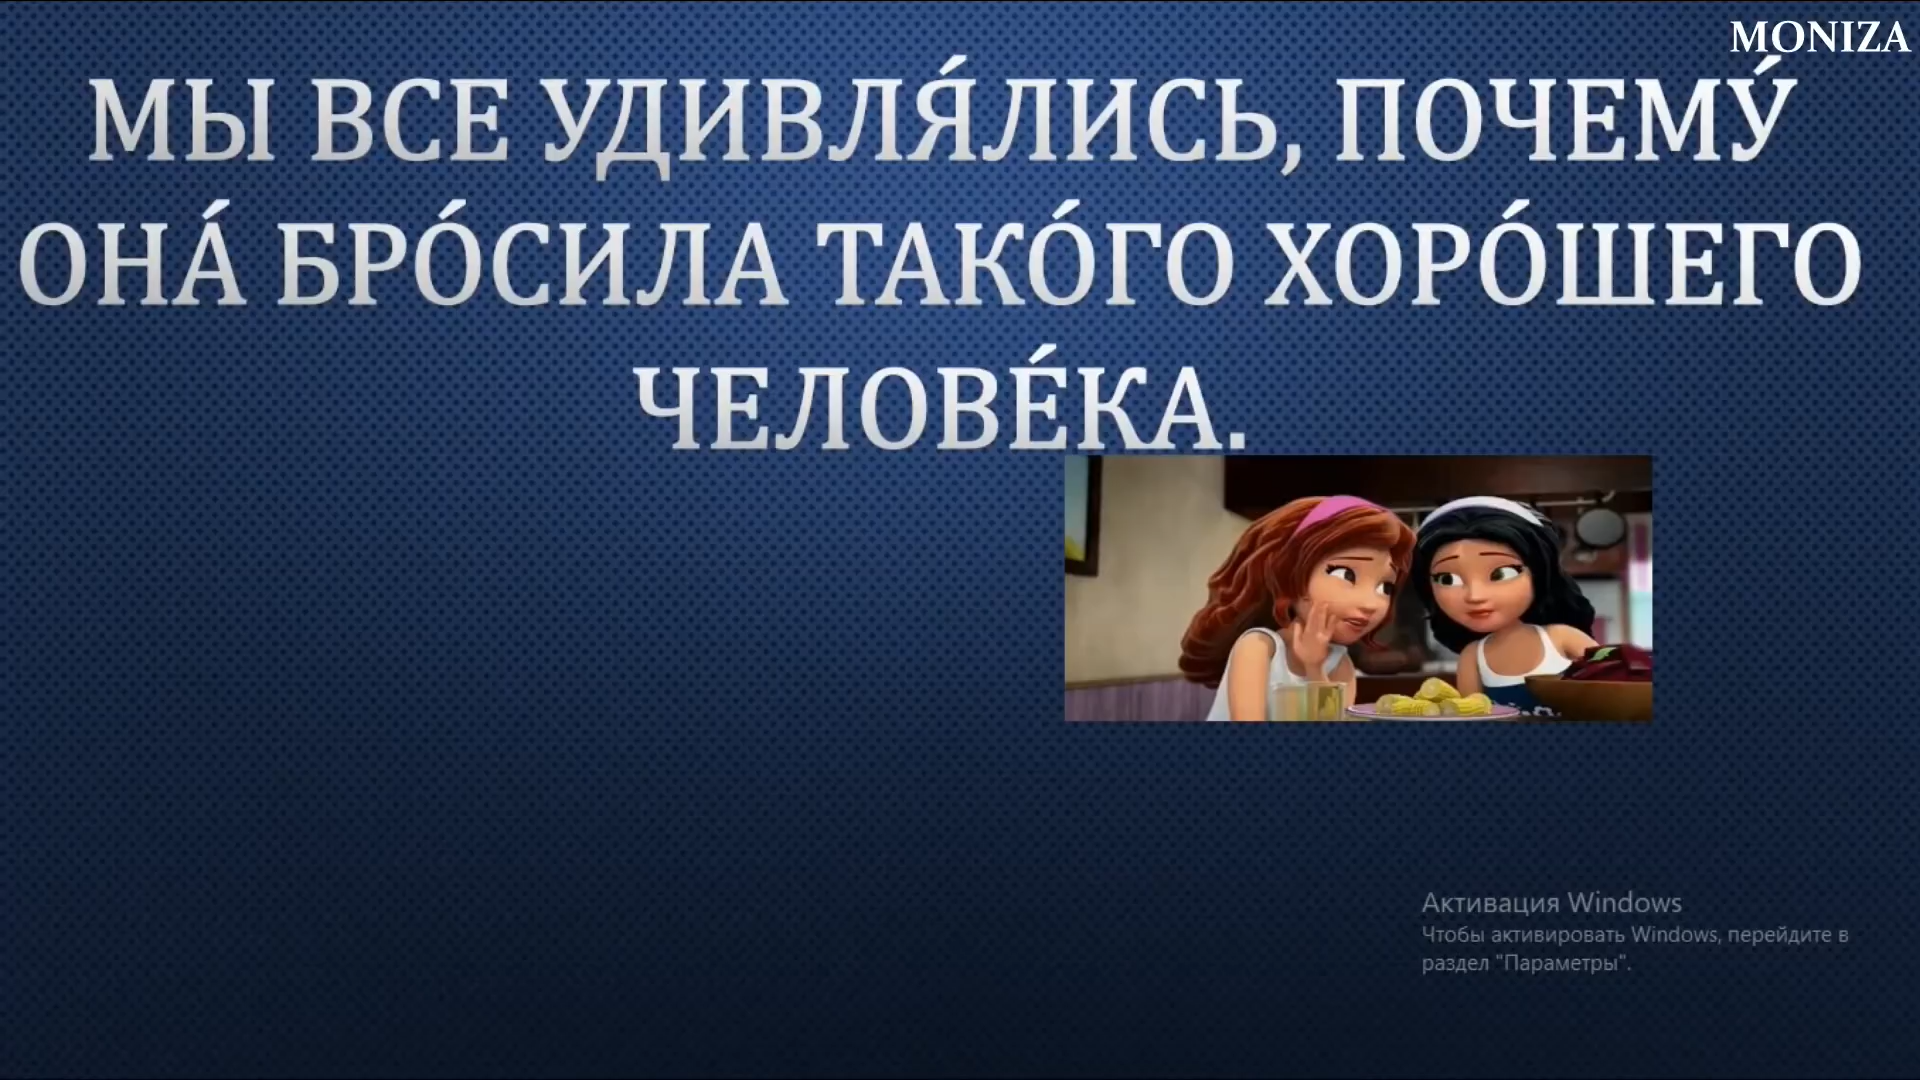 MONIZA
МЫ ВСЕ УДИВЛЯ́ЛИСЬ, ПОЧЕМУ́
ОНА́ БРО́СИЛА ТАКО́ГО ХОРО́ШЕГО
ЧЕЛОВЕ́КА.
Активация Windows
Чтобы активировать Windows, перейдите в
раздел "Параметры".